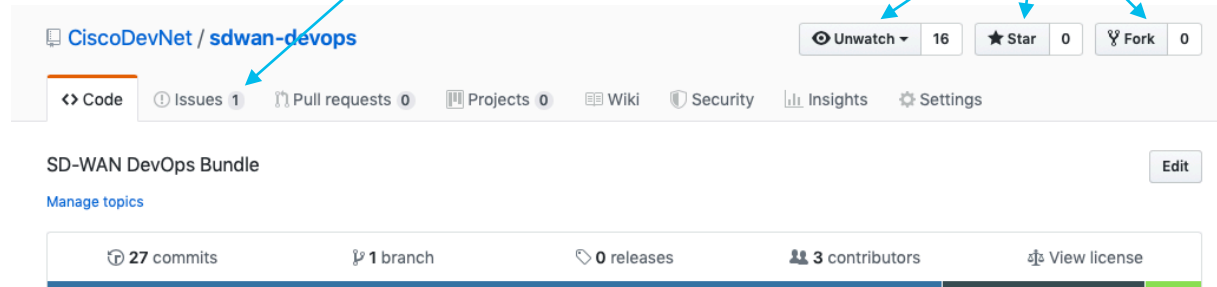 CiscoDevNet / sdwan-devops
Unwatch 16 Star 0 Fork 0
Code Issues 1 Pull requests 0 Projects 0 Wiki Security Insights Settings
SD-WAN DevOps Bundle
Edit
Manage topics
27 commits 1 branch 0 releases 3 contributors View license